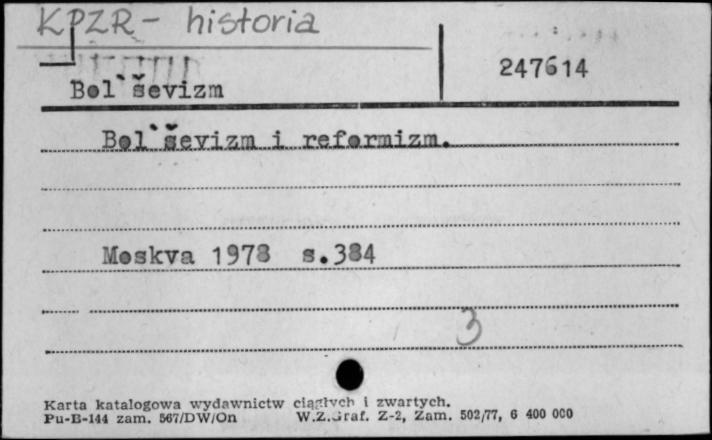 KPZR - historia
247614
Bol`ševizm
Bol`ševizm i reformizm.
Moskva 1978 s.384
3
Karta katalogowa wydawnictw ciągłych i zwartych.
Pu-B-144 zam. 567/DW/On W.Z.Graf. Z-2, Zam. 502/77, 6 400 000